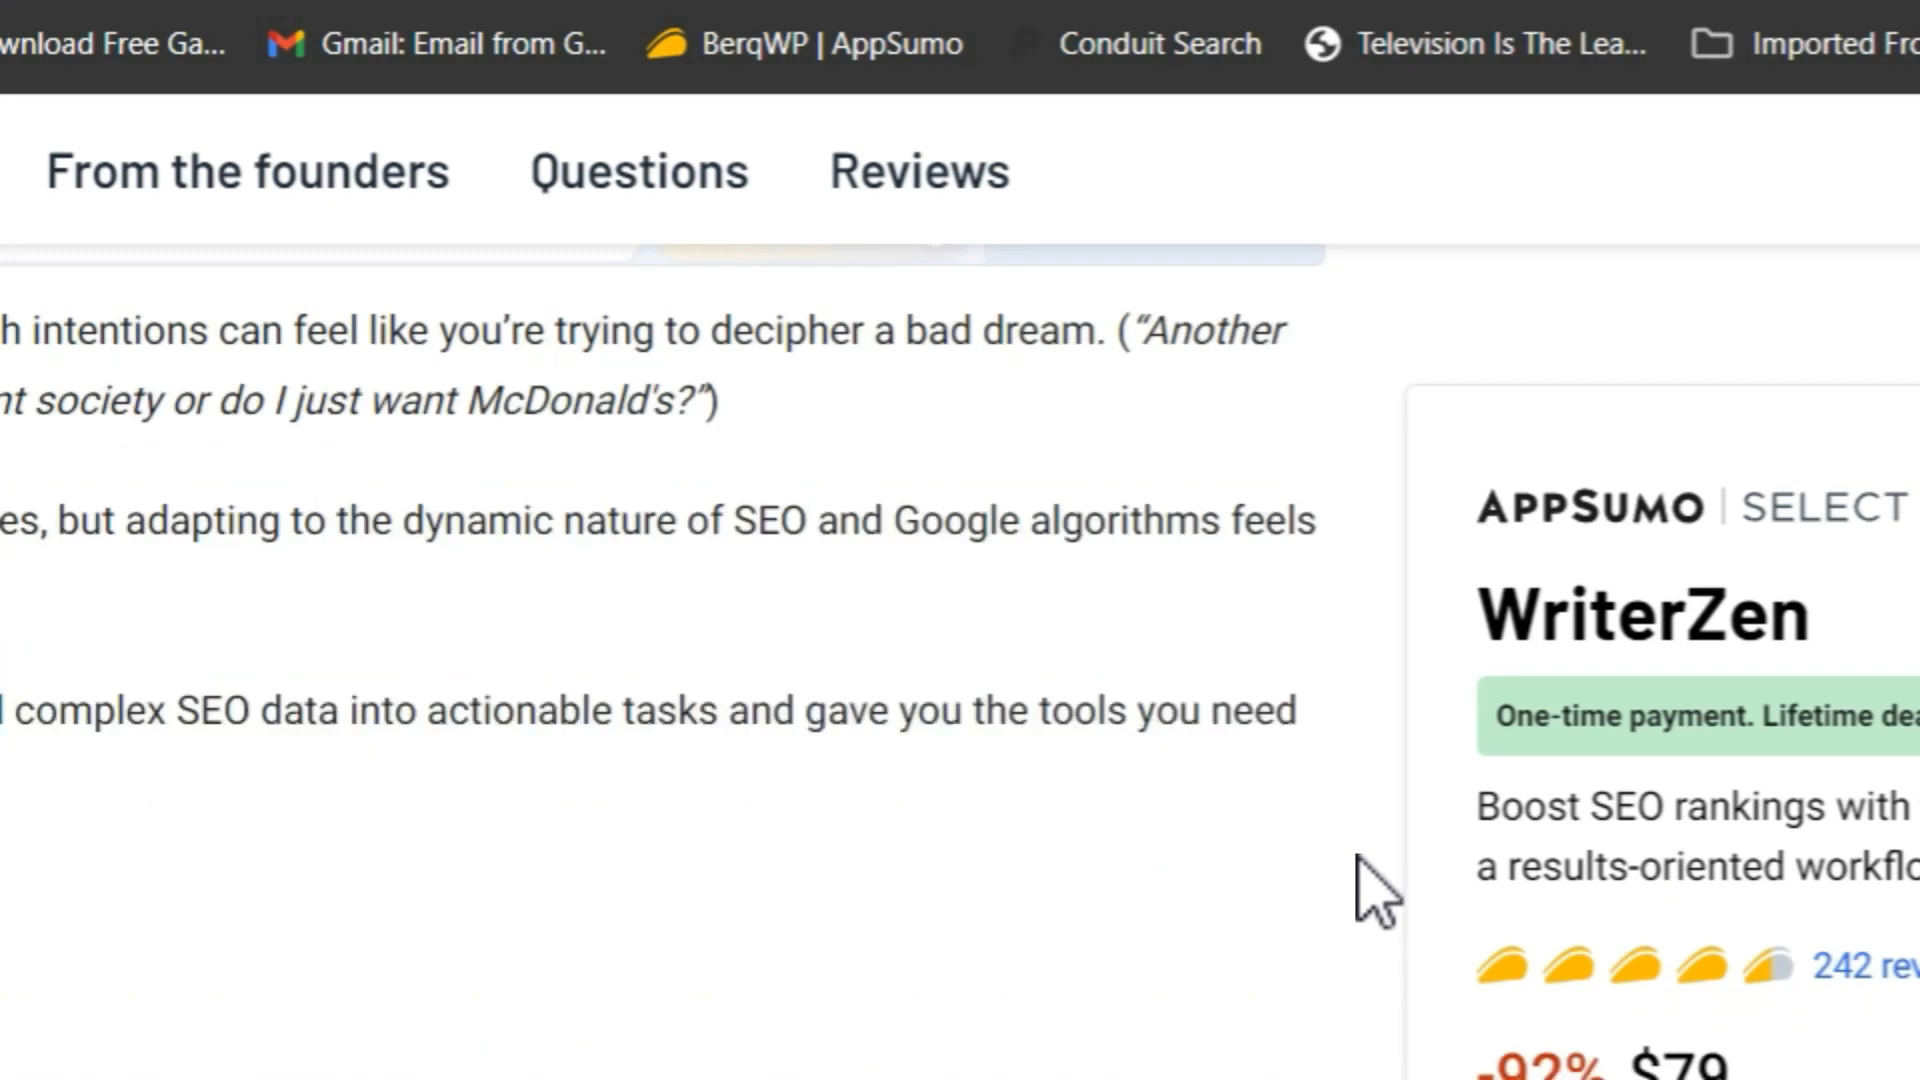 wnload Free Ga... Gmail: Email from G... BerqWP | AppSumo Conduit Search Television Is The Lea... Imported Fro
From the founders Questions Reviews
h intentions can feel like you're trying to decipher a bad dream. (“Another
nt society or do I just want McDonald's?”)
es, but adapting to the dynamic nature of SEO and Google algorithms feels
complex SEO data into actionable tasks and gave you the tools you need
APPSUMO | SELECT
WriterZen
One-time payment. Lifetime dea
Boost SEO rankings with
a results-oriented workflo
242 rev
-92% $79